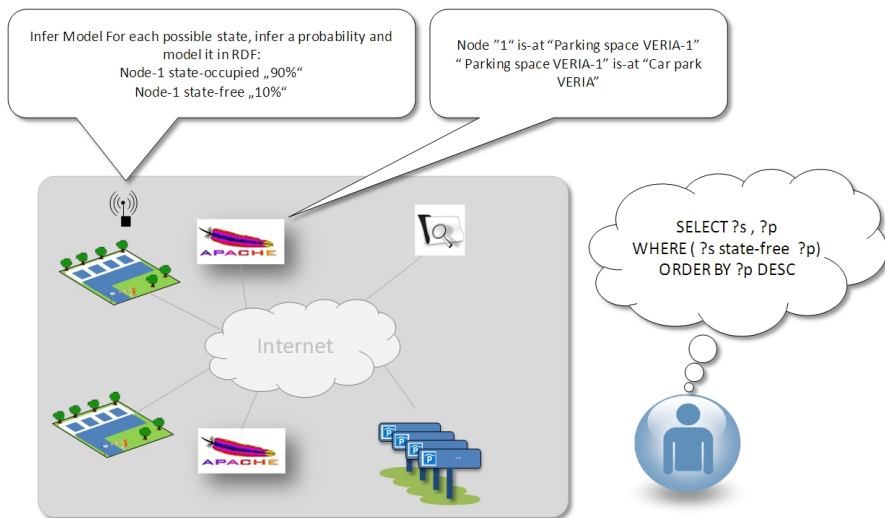 Infer Model For each possible state, infer a probability and
model it in RDF:
Node-1 state-occupied „90%“
Node-1 state-free „10%“
Node ”1“ is-at “Parking space VERIA-1”
“ Parking space VERIA-1” is-at “Car park
VERIA”
APACHE
SELECT ?s , ?p
WHERE ( ?s state-free ?p)
ORDER BY ?p DESC
Internet
APACHE
P
P
P
P